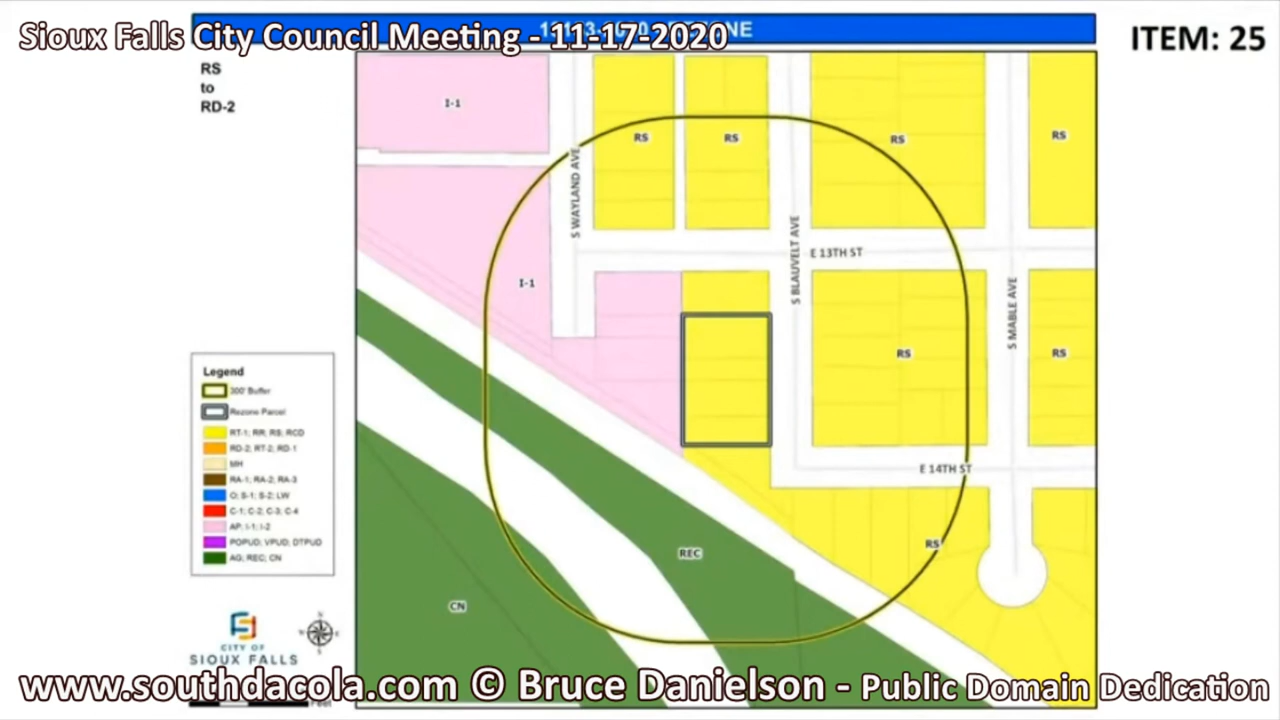 Sioux Falls City Council Meeting - 11-17-2020
ITEM: 25
RS
to
RD-2
I-1
RS
RS
RS
RS
S WAYLAND AVE
S BLAUVELT AVE
E 13TH ST
I-1
S MABLE AVE
RS
RS
Legend
300' Buffer
Rezone Parcel
RT-1; RR; RS; RCD
RD-2; RT-2; RD-1
MH
RA-1; RA-2; RA-3
O; S-1; S-2; LW
C-1; C-2; C-3; C-4
AP; I-1; I-2
POPUD; VPUD; DTPUD
AG; REC; CN
E 14TH ST
RS
REC
CN
CITY OF
SIOUX FALLS
www.southdacola.com © Bruce Danielson - Public Domain Dedication
Feet